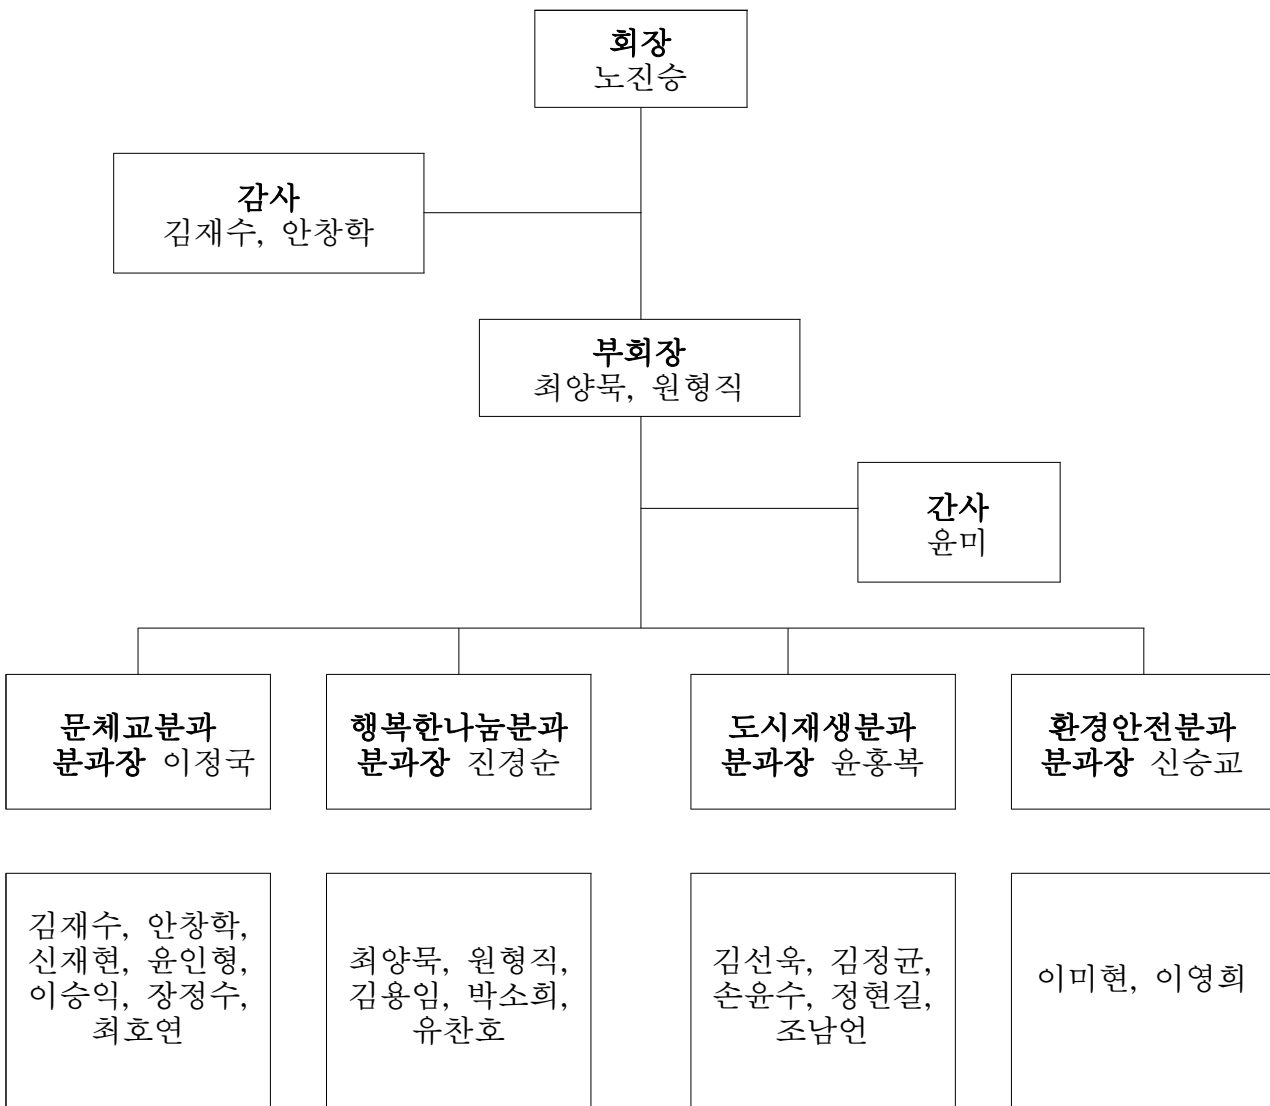 회장
노진승
감사
김재수, 안창학
부회장
최양묵, 원형직
간사
윤미
문체교분과
분과장 이정국
행복한나눔분과
분과장 진경순
도시재생분과
분과장 윤홍복
환경안전분과
분과장 신승교
김재수, 안창학,
신재현, 윤인형,
이승익, 장정수,
최호연
최양묵, 원형직,
김용임, 박소희,
유찬호
김선욱, 김정균,
손윤수, 정현길,
조남언
이미현, 이영희